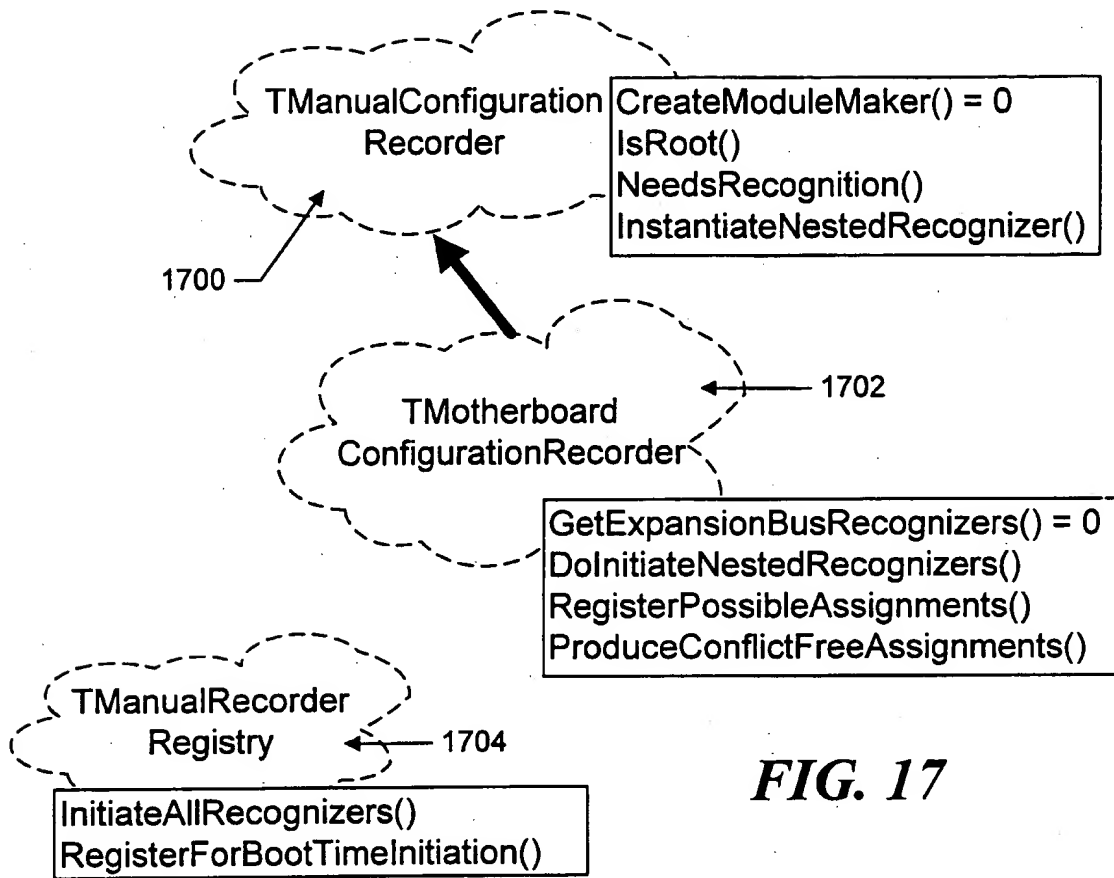 TManualConfiguration
Recorder
CreateModuleMaker() = 0
IsRoot()
NeedsRecognition()
InstantiateNestedRecognizer()
1700
1702
TMotherboard
ConfigurationRecorder
GetExpansionBusRecognizers() = 0
DoInitiateNestedRecognizers()
RegisterPossibleAssignments()
ProduceConflictFreeAssignments()
TManualRecorder
Registry
1704
InitiateAllRecognizers()
RegisterForBootTimeInitiation()
FIG. 17